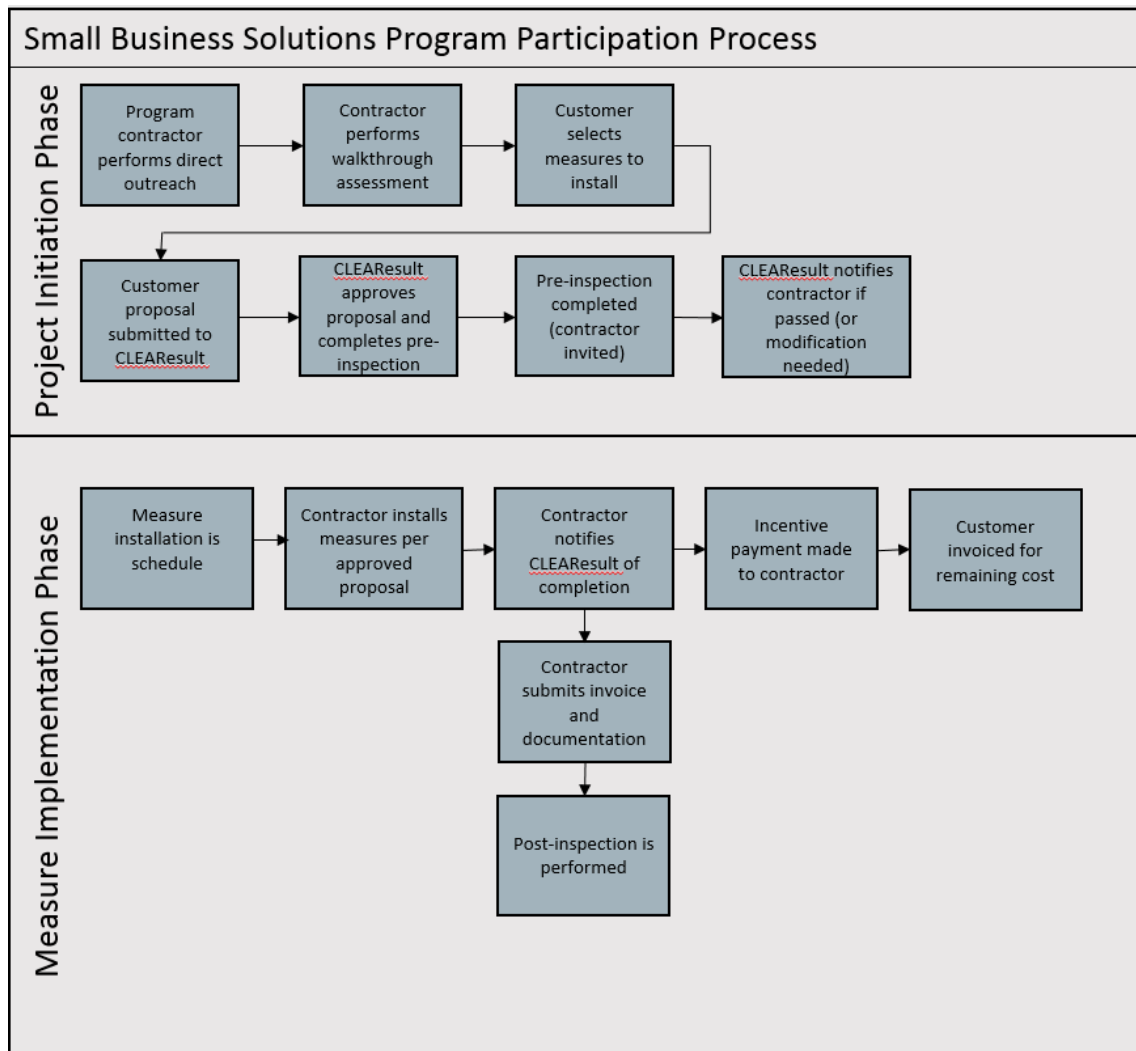 Small Business Solutions Program Participation Process
Project Initiation Phase
Program
contractor
performs direct
outreach
Contractor
performs
walkthrough
assessment
Customer
selects
measures to
install
Customer
proposal
submitted to
CLEAResult
CLEAResult
approves
proposal and
completes pre-
inspection
Pre-inspection
completed
(contractor
invited)
CLEAResult notifies
contractor if
passed (or
modification
needed)
Measure Implementation Phase
Measure
installation is
schedule
Contractor installs
measures per
approved
proposal
Contractor
notifies
CLEAResult of
completion
Incentive
payment made
to contractor
Customer
invoiced for
remaining cost
Contractor
submits invoice
and
documentation
Post-inspection is
performed